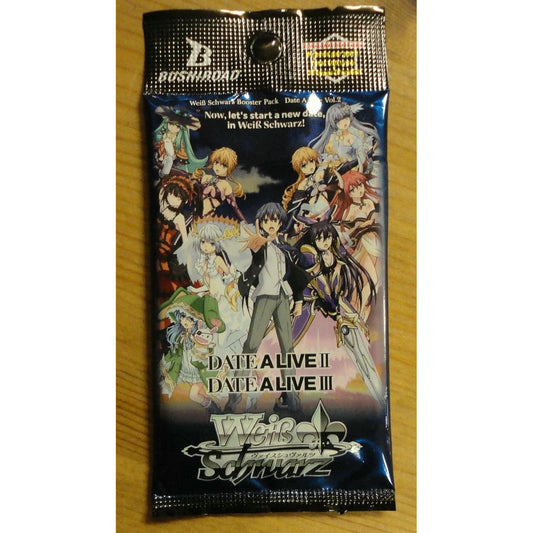 BUSHIROAD
Weiß Schwarz Booster Pack Date A Live Vol.2
Now, let's start a new date,
in Weiß Schwarz!
DATE A LIVE II
DATE A LIVE III
Weiß
ヴァイスシュヴァルツ
Schwarz